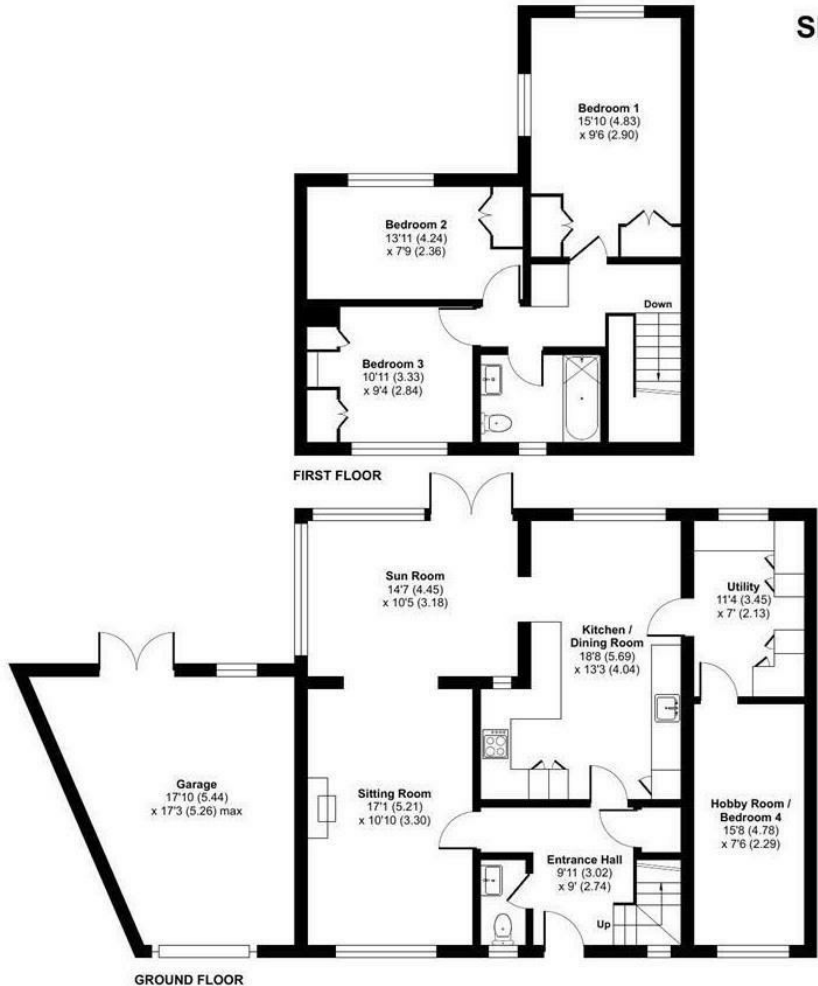 S
Bedroom 1
15'10 (4.83)
x 9'6 (2.90)
Bedroom 2
13'11 (4.24)
x 7'9 (2.36)
Down
Bedroom 3
10'11 (3.33)
x 9'4 (2.84)
FIRST FLOOR
Sun Room
14'7 (4.45)
x 10'5 (3.18)
Utility
11'4 (3.45)
x 7' (2.13)
Kitchen /
Dining Room
18'8 (5.69)
x 13'3 (4.04)
Garage
17'10 (5.44)
x 17'3 (5.26) max
Sitting Room
17'1 (5.21)
x 10'10 (3.30)
Hobby Room /
Bedroom 4
15'8 (4.78)
x 7'6 (2.29)
Entrance Hall
9'11 (3.02)
x 9' (2.74)
Up
GROUND FLOOR